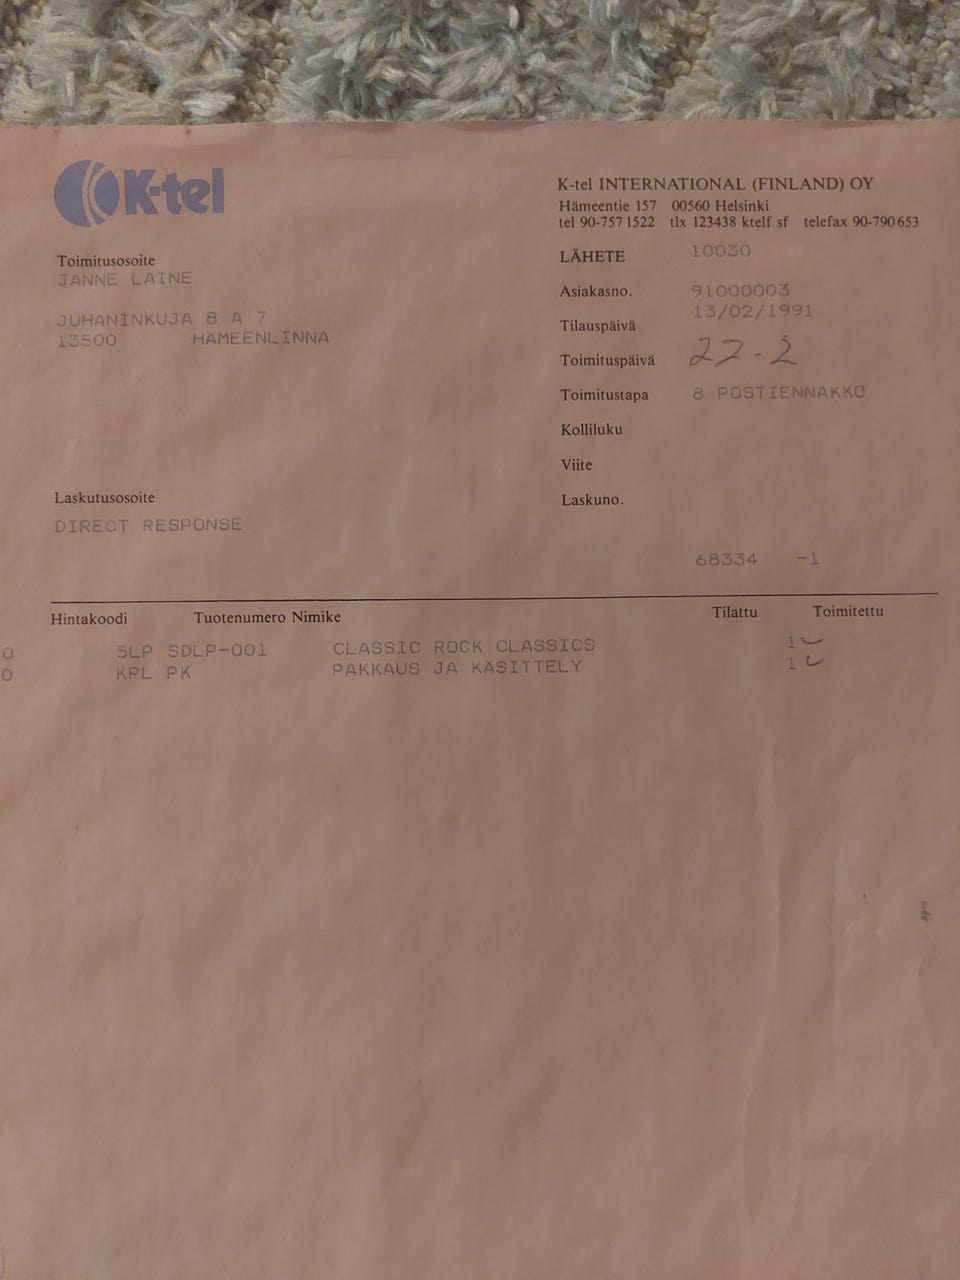 K-tel
K-tel INTERNATIONAL (FINLAND) OY
Hämeentie 157 00560 Helsinki
tel 90-757 1522 tlx 123438 ktelf sf telefax 90-790 653
Toimitusosoite
JANNE LAINE
JUHANINKUJA 8 A 7
13500 HAMEENLINNA
LÄHETE 10030
Asiakasno. 91000003
Tilauspäivä 13/02/1991
Toimituspäivä 22-2
Toimitustapa 8 POSTIENNAKKO
Kolliluku
Viite
Laskuno.
Laskutusosoite
DIRECT RESPONSE
68334 -1
Hintakoodi Tuotenumero Nimike Tilattu Toimitettu
0 5LP SDLP-001 CLASSIC ROCK CLASSICS 1
0 KPL PK PAKKAUS JA KASITTELY 1